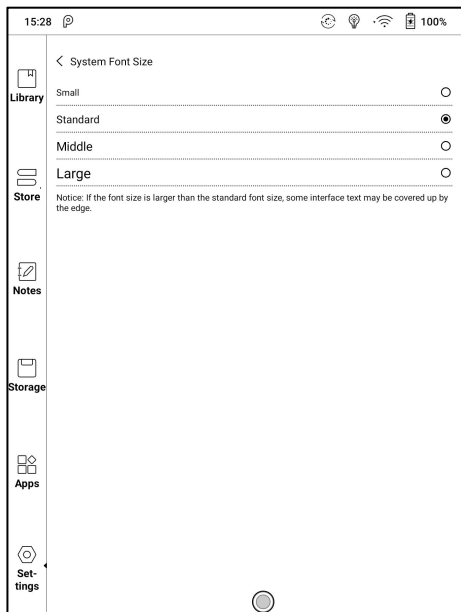 15:28
100%
System Font Size
Small
Standard
Middle
Large
Notice: If the font size is larger than the standard font size, some interface text may be covered up by
the edge.
Library
Store
Notes
Storage
Apps
Set-
tings